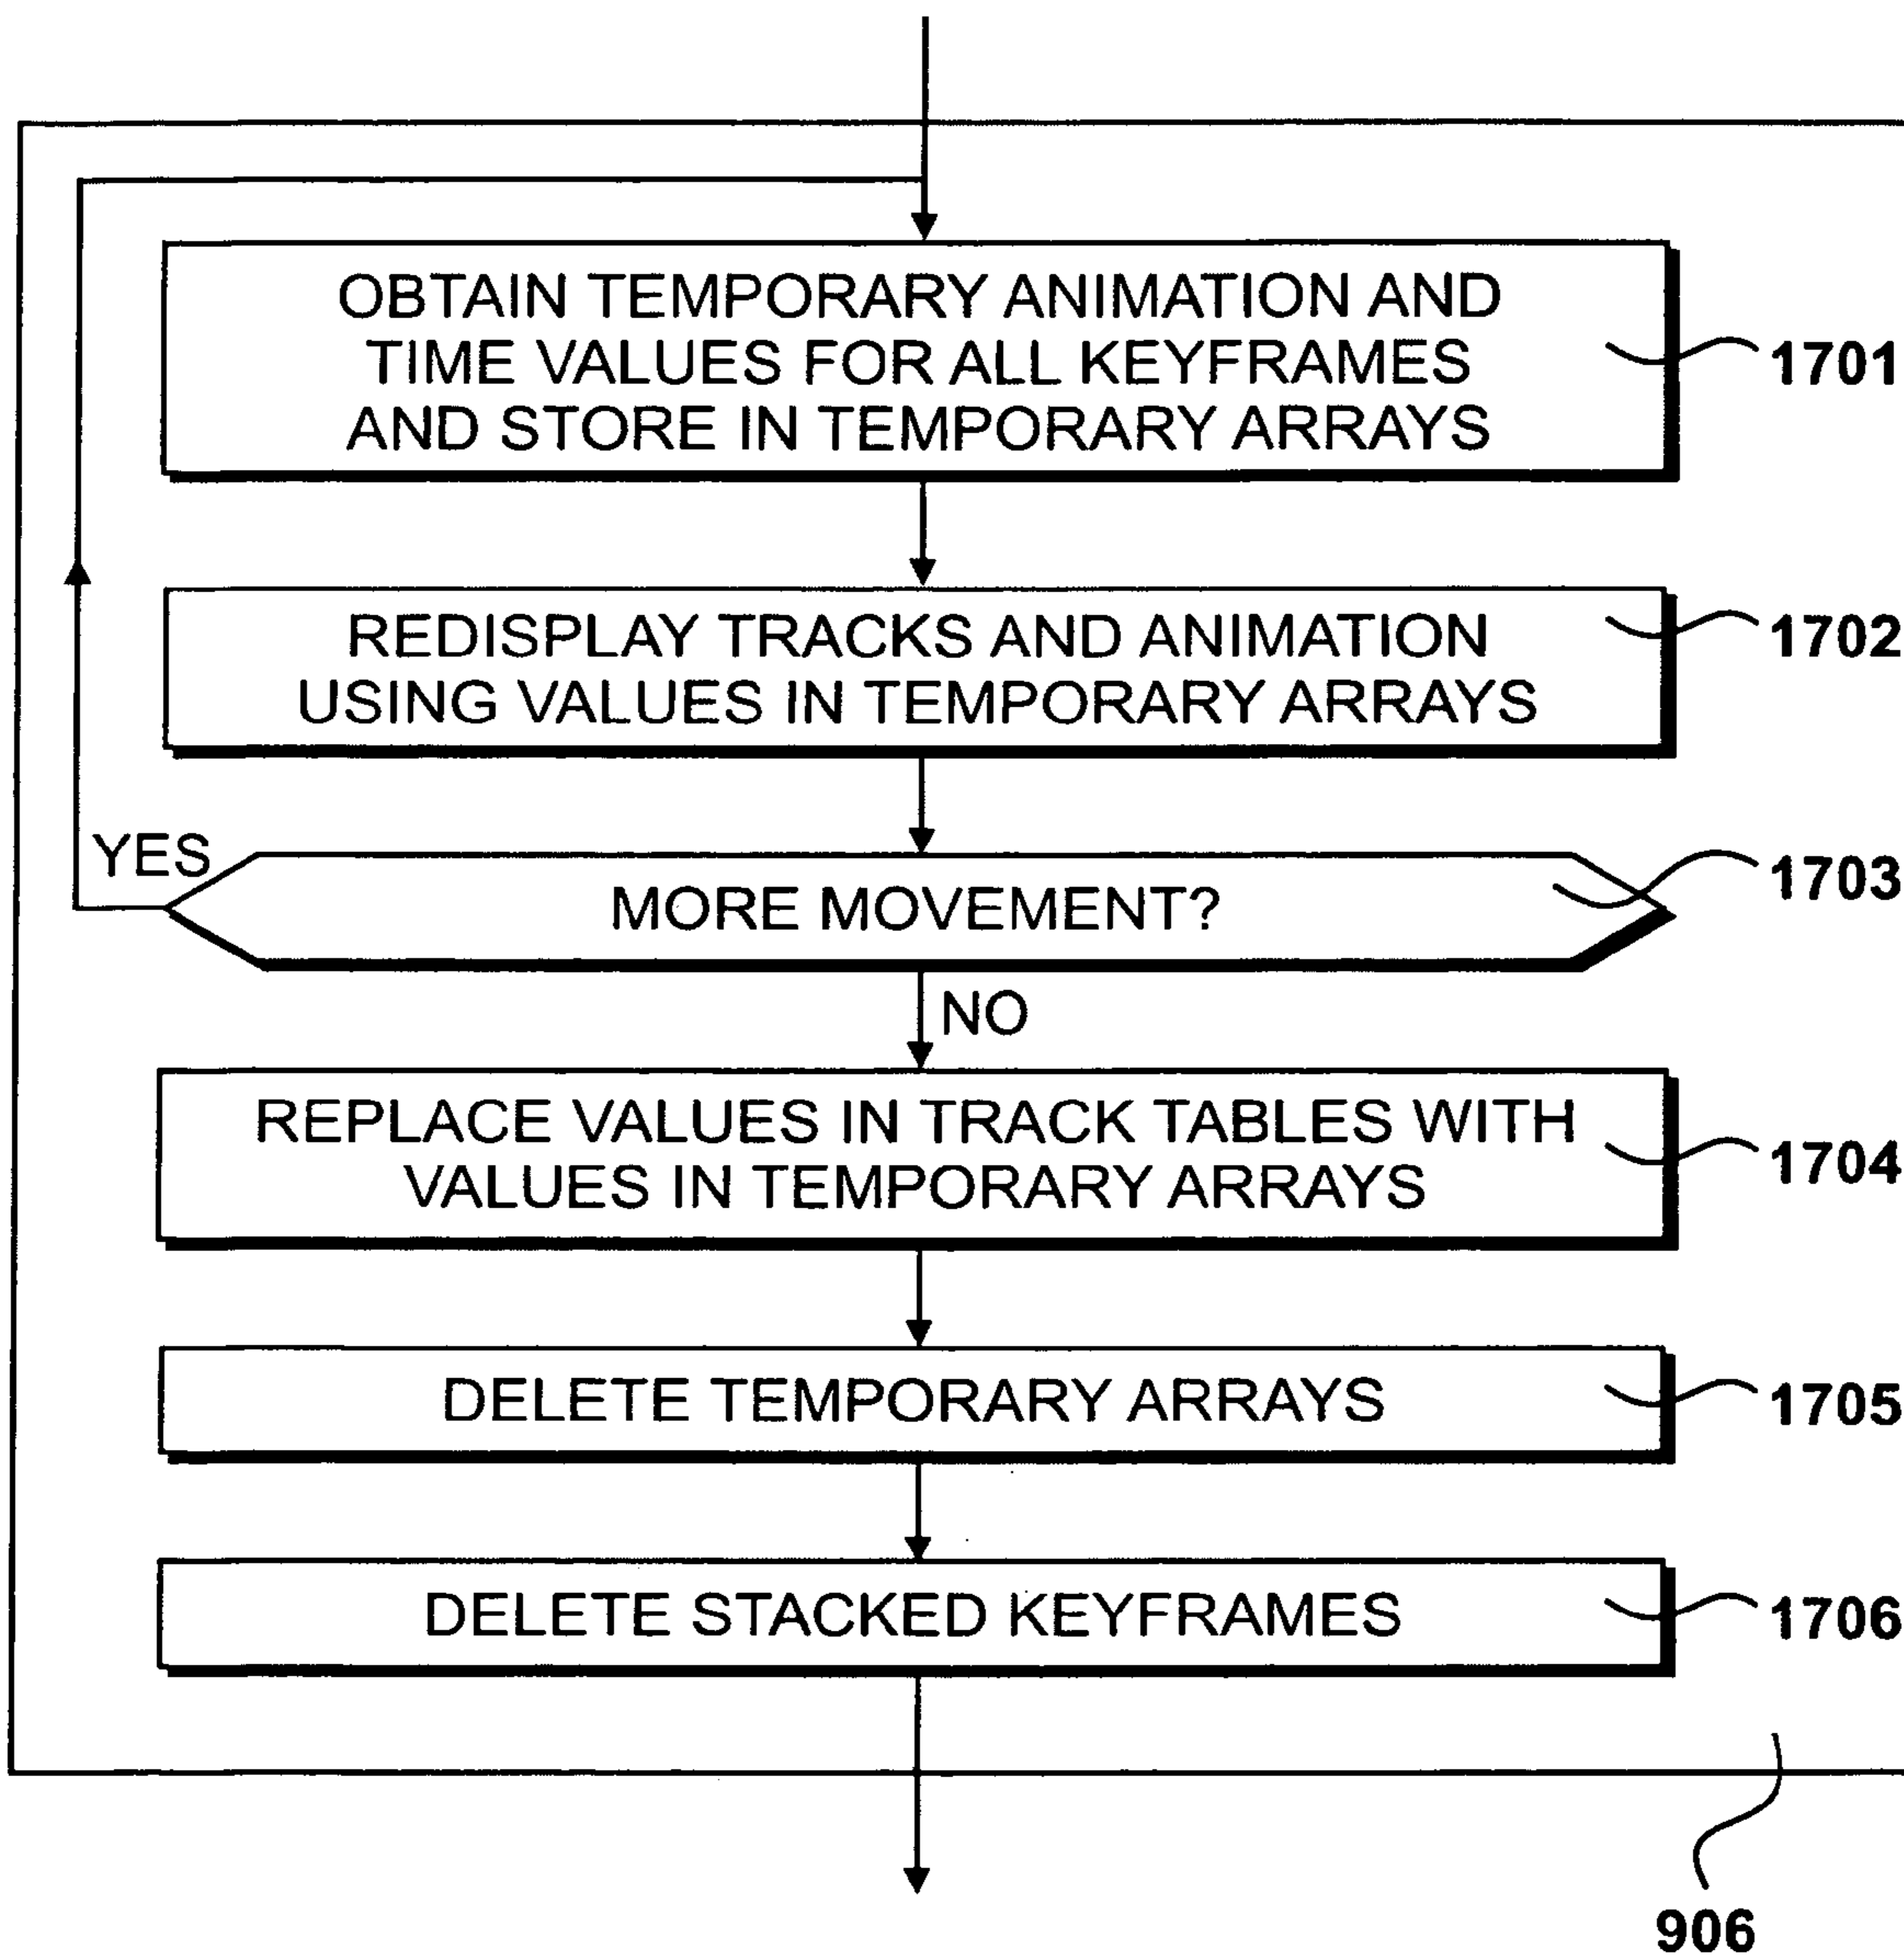 OBTAIN TEMPORARY ANIMATION AND
TIME VALUES FOR ALL KEYFRAMES
AND STORE IN TEMPORARY ARRAYS
1701
REDISPLAY TRACKS AND ANIMATION
USING VALUES IN TEMPORARY ARRAYS
1702
YES
MORE MOVEMENT?
1703
NO
REPLACE VALUES IN TRACK TABLES WITH
VALUES IN TEMPORARY ARRAYS
1704
DELETE TEMPORARY ARRAYS
1705
DELETE STACKED KEYFRAMES
1706
906